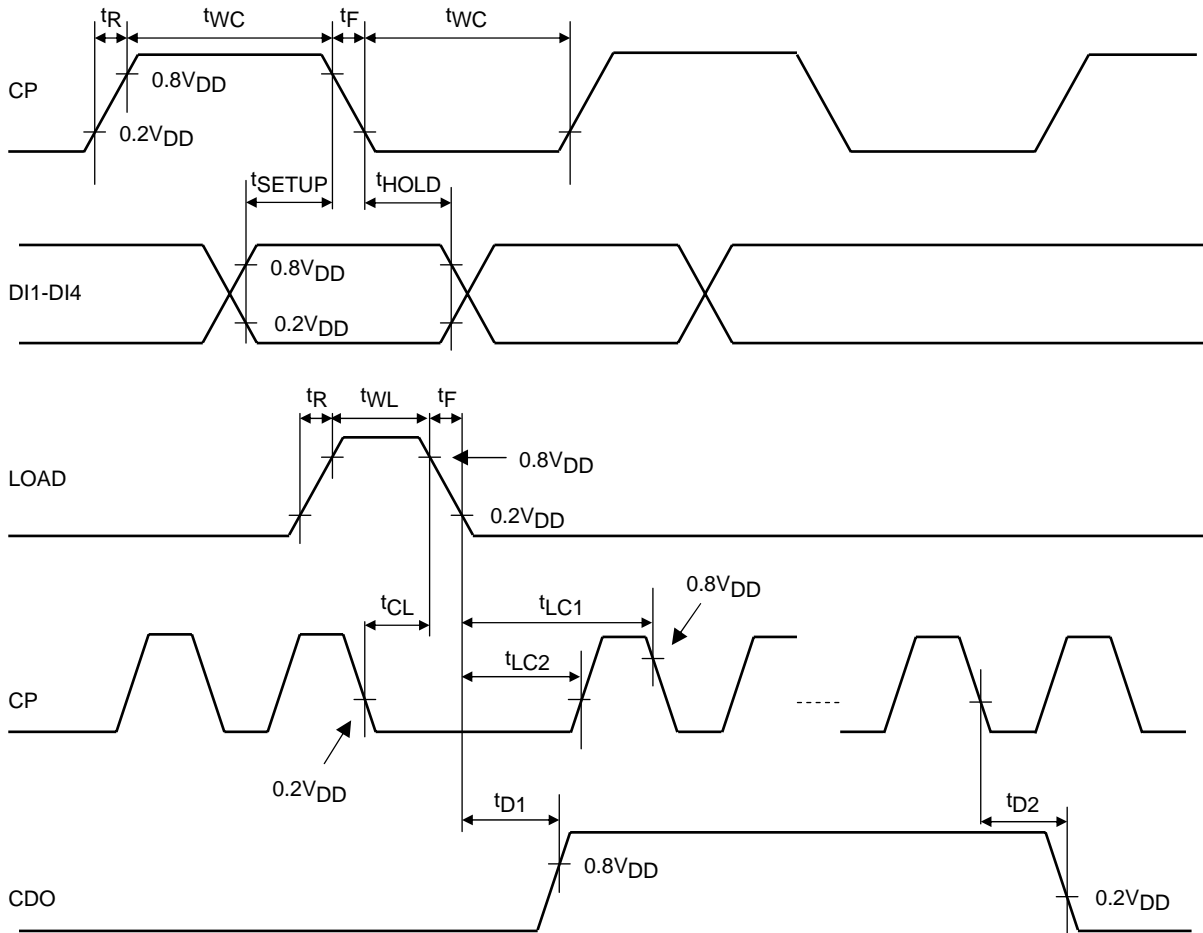 tR
tWC
tF
tWC
CP
0.8VDD
0.2VDD
tSETUP
tHOLD
DI1-DI4
0.8VDD
0.2VDD
tR
tWL
tF
LOAD
0.8VDD
0.2VDD
tCL
tLC1
0.8VDD
tLC2
CP
0.2VDD
tD1
tD2
CDO
0.8VDD
0.2VDD